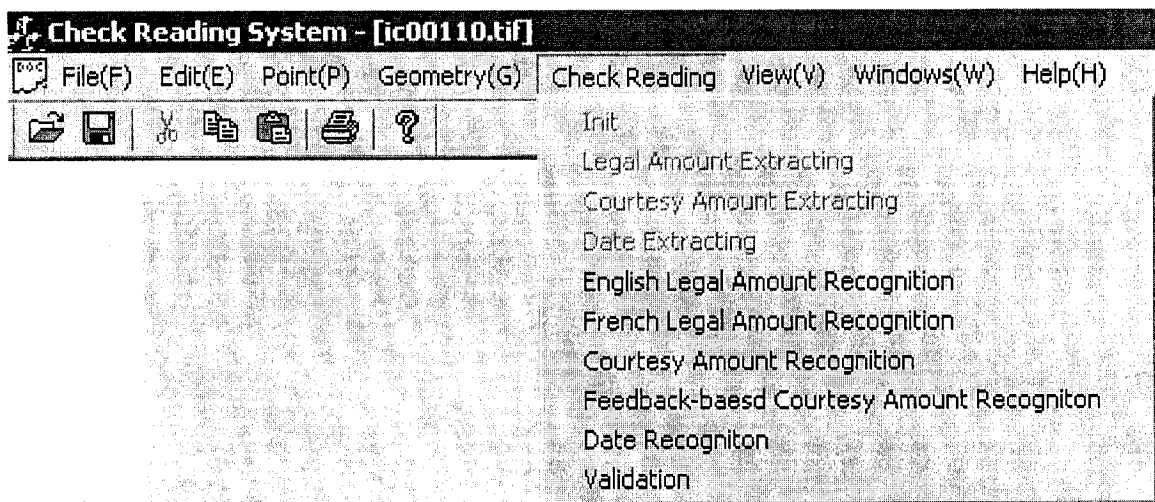 Check Reading System - [ic00110.tif]
File(F) Edit(E) Point(P) Geometry(G) Check Reading View(V) Windows(W) Help(H)
Init
Legal Amount Extracting
Courtesy Amount Extracting
Date Extracting
English Legal Amount Recognition
French Legal Amount Recognition
Courtesy Amount Recognition
Feedback-baesd Courtesy Amount Recogniton
Date Recogniton
Validation